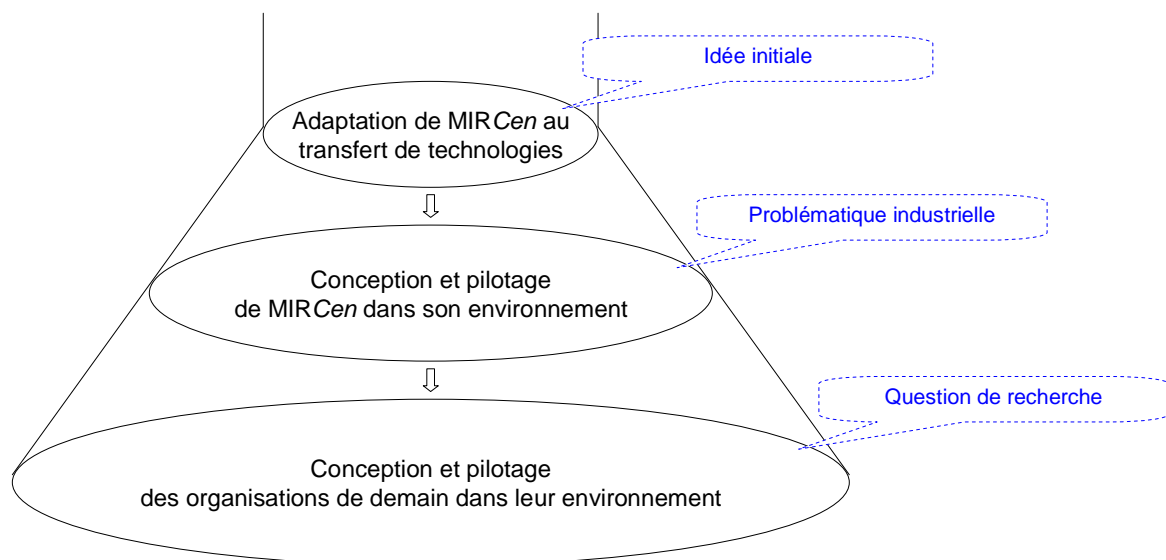 Idée initiale
Adaptation de MIRCen au
transfert de technologies
Problématique industrielle
Conception et pilotage
de MIRCen dans son environnement
Question de recherche
Conception et pilotage
des organisations de demain dans leur environnement